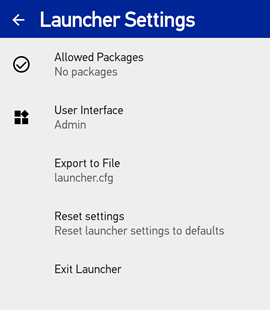 Launcher Settings
Allowed Packages
No packages
User Interface
Admin
Export to File
launcher.cfg
Reset settings
Reset launcher settings to defaults
Exit Launcher